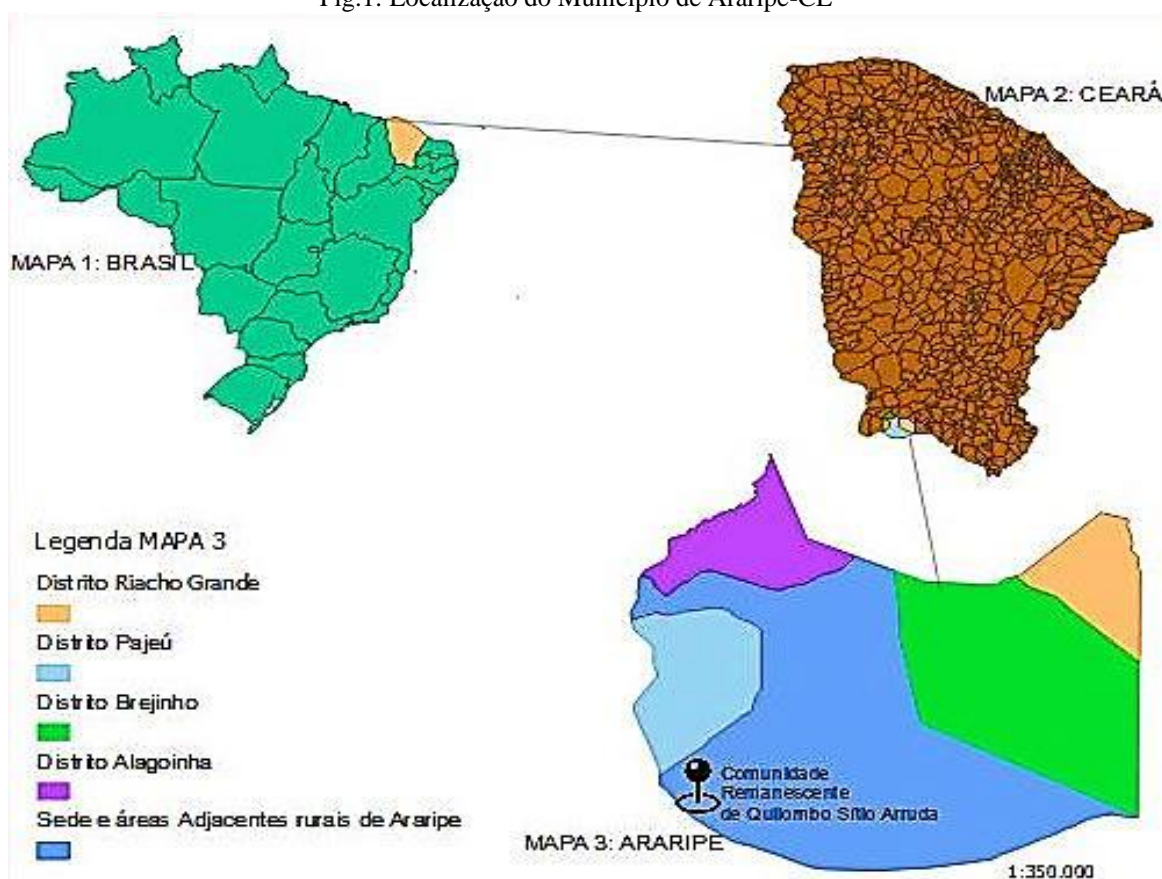 Fig.1: Localização do Município de Araripe-CE
MAPA 1: BRASIL
MAPA 2: CEARÁ
Legenda MAPA 3
Distrito Riacho Grande
Distrito Pajeú
Distrito Brejinho
Distrito Alagoinha
Sede e áreas Adjacentes rurais de Araripe
Comunidade
Remanescente
de Quilombo Sítio Arruda
MAPA 3: ARARIPE
1:350.000